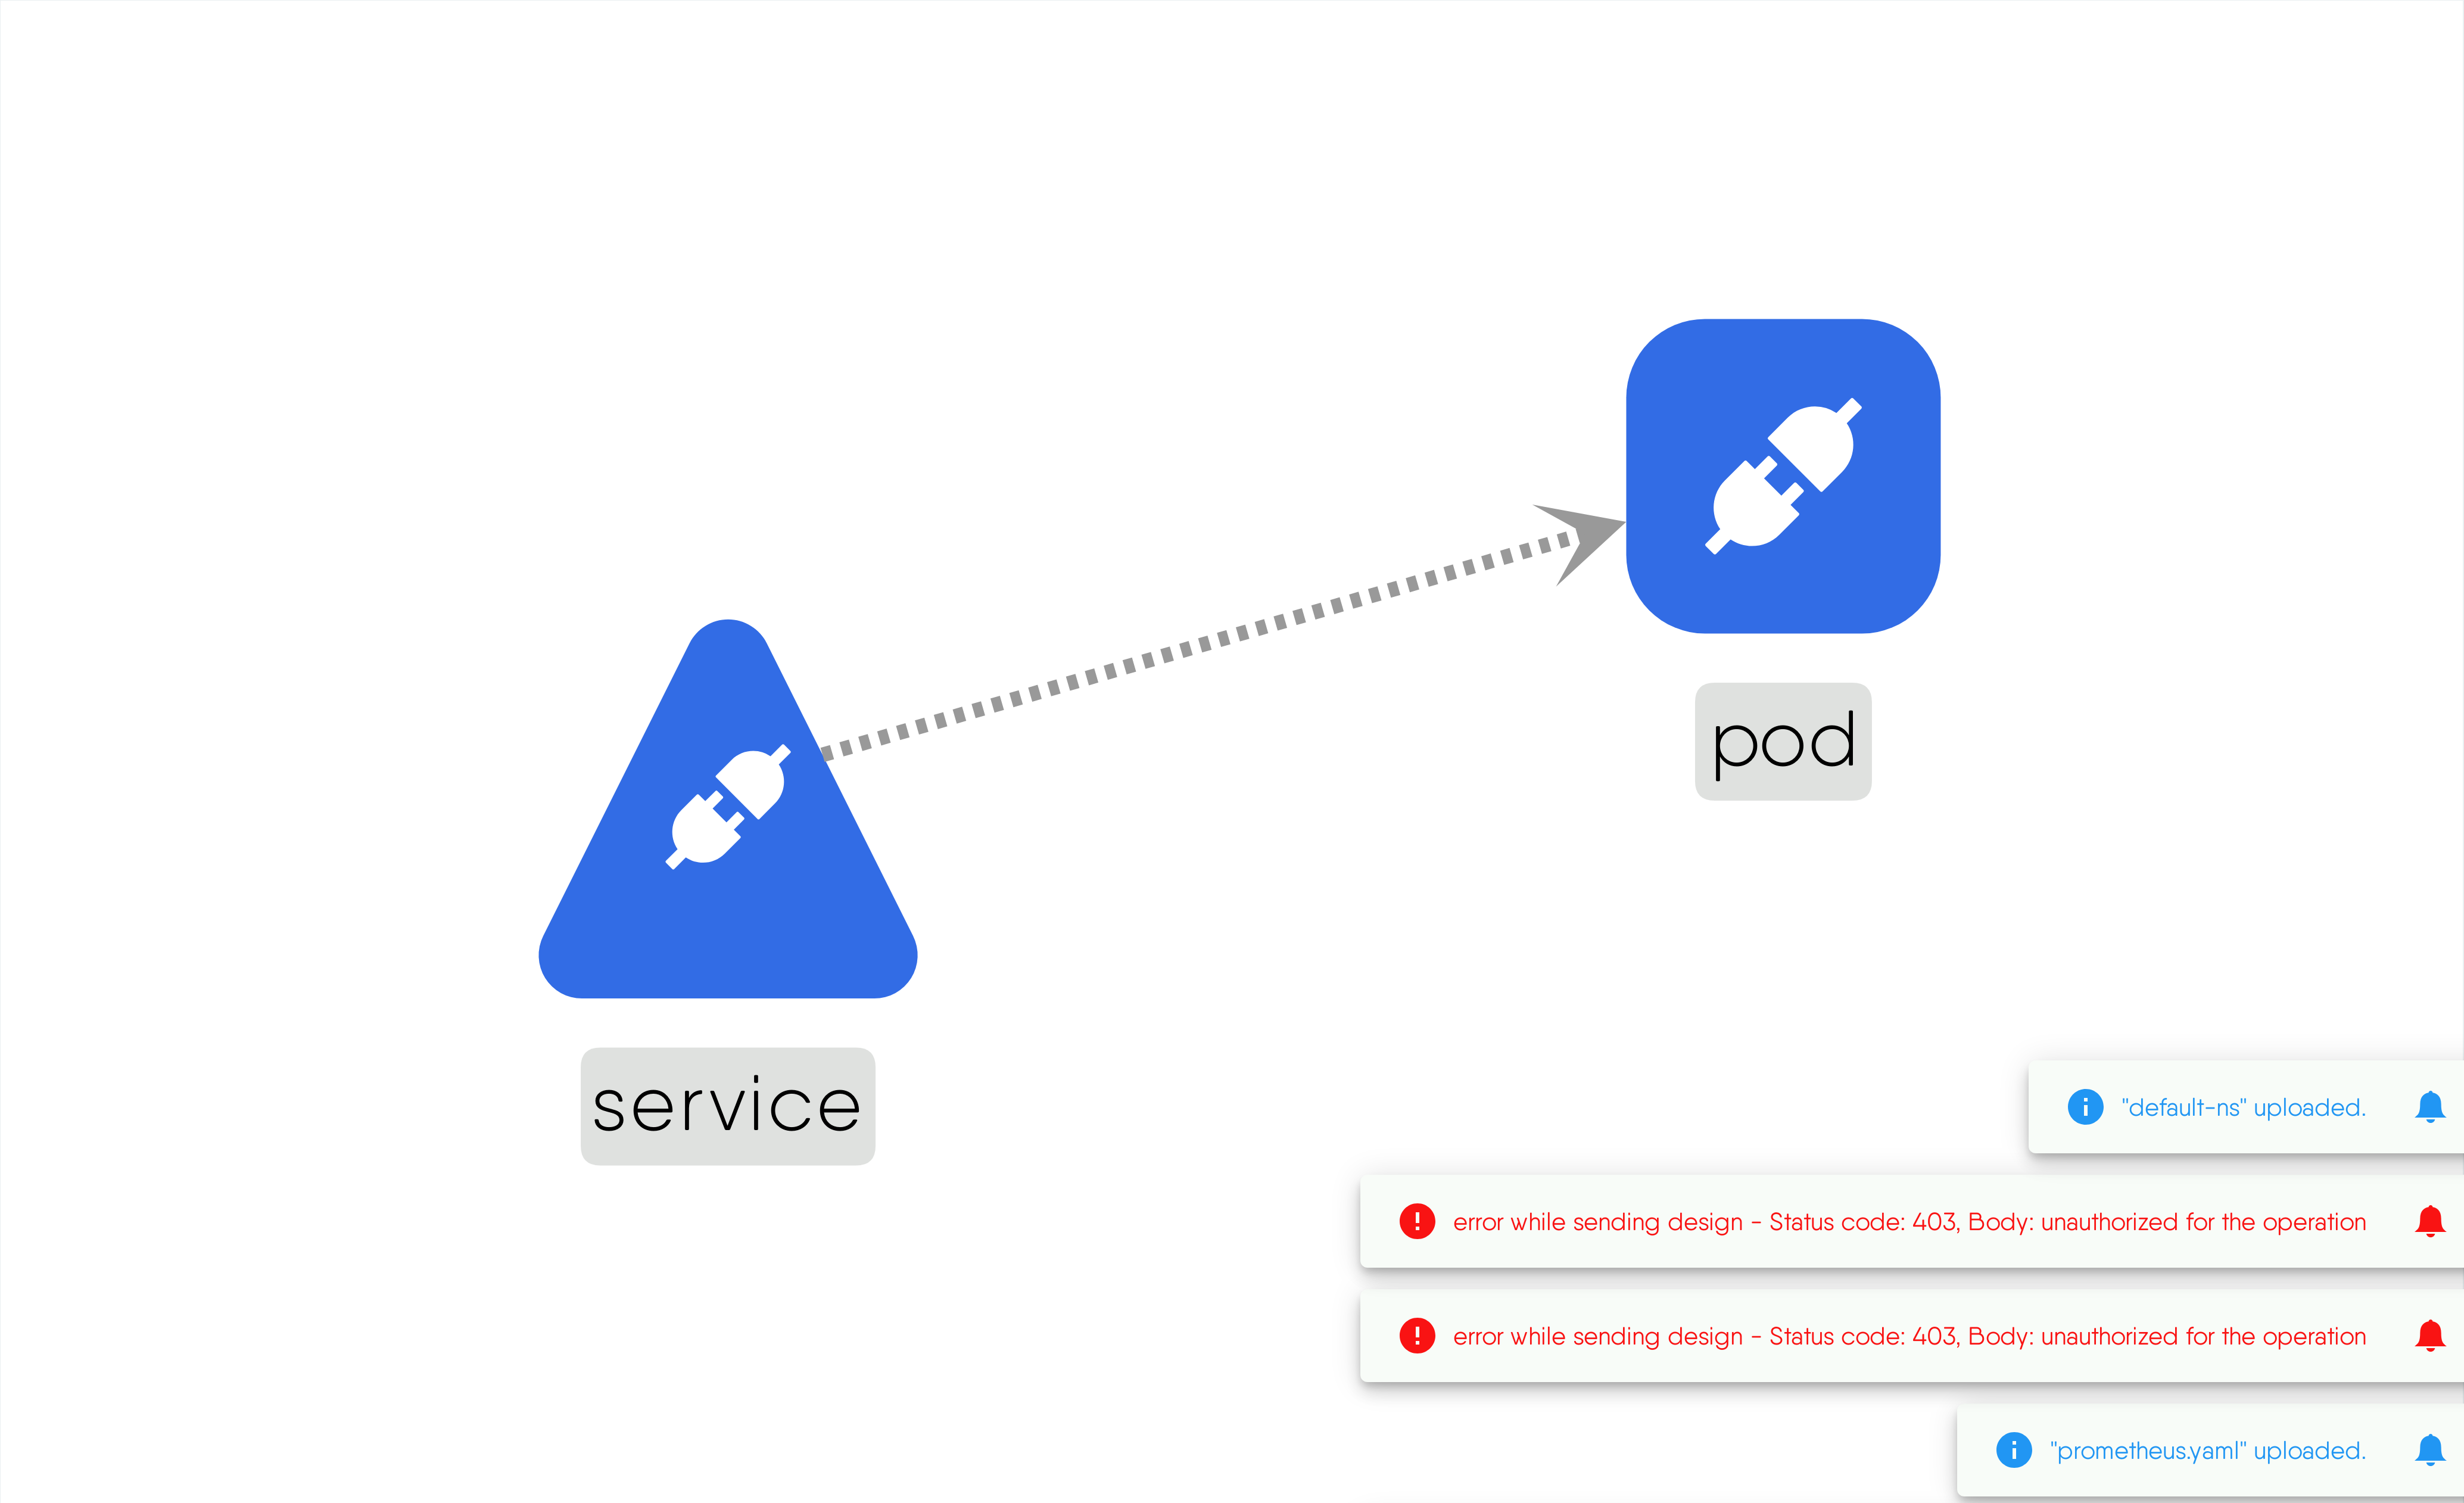 pod
service
"default-ns" uploaded.
error while sending design - Status code: 403, Body: unauthorized for the operation
error while sending design - Status code: 403, Body: unauthorized for the operation
"prometheus.yaml" uploaded.